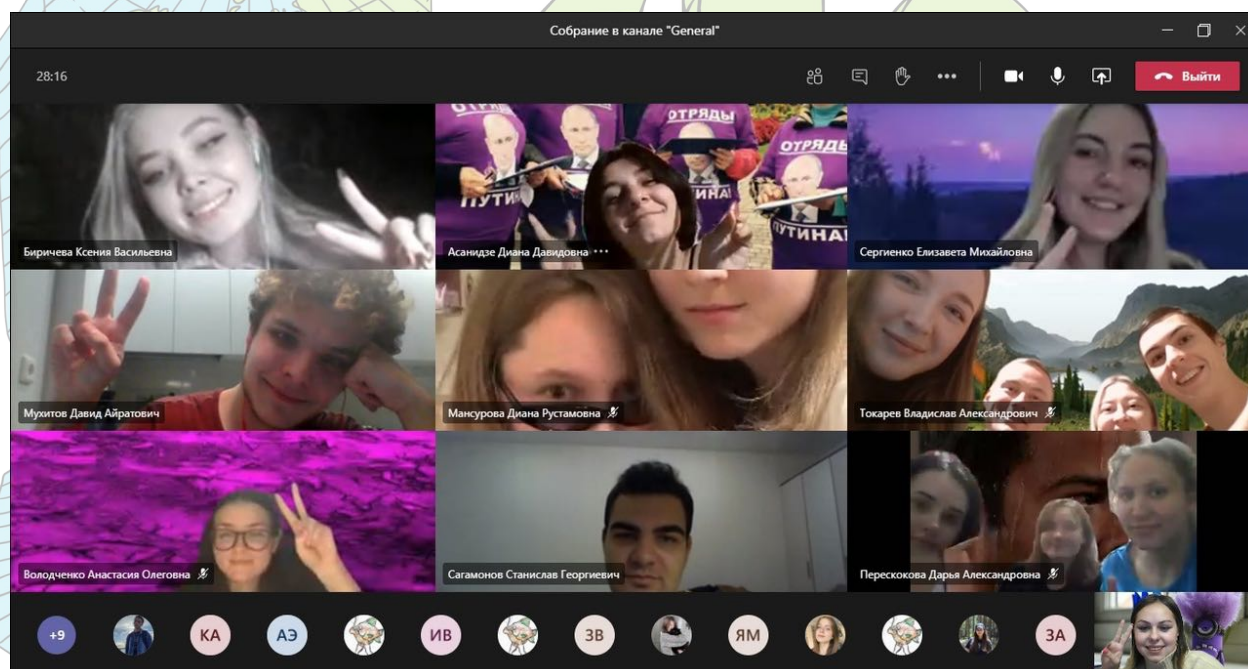 Собрание в канале "General"
28:16
Выйти
ОТРЯДЫ
ОТРЯДЫ
ПУТИН
ИНА
ПУТИНА
Биричева Ксения Васильевна
Асанидзе Диана Давидовна
Сергиенко Елизавета Михайловна
Мухитов Давид Айратович
Мансурова Диана Рустамовна
Токарев Владислав Александрович
Володченко Анастасия Олеговна
Сагамонов Станислав Георгиевич
Перескокова Дарья Александровна
+9
КА
АЭ
ИВ
ЗВ
ЯМ
ЗА